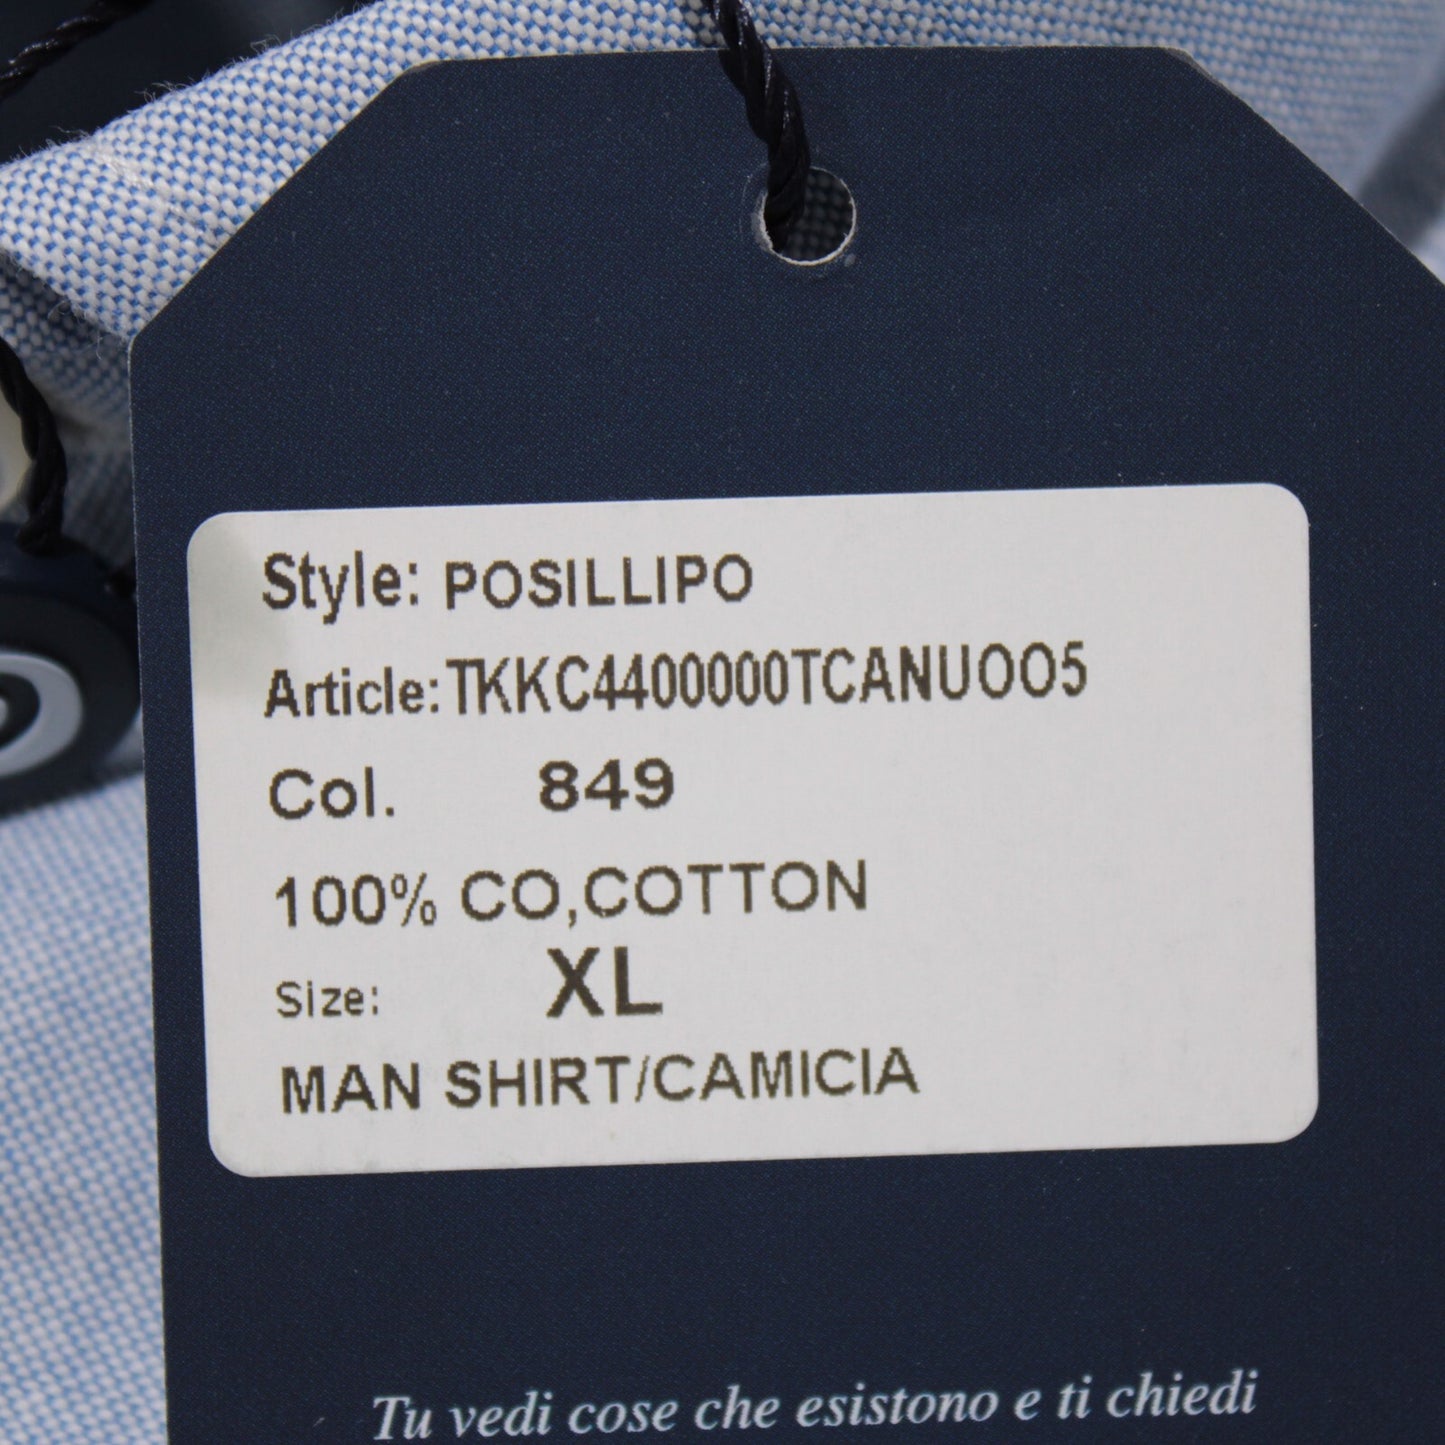 Style: POSILLIPO
Article:TKKC4400000TCANUOO5
Col. 849
100% CO,COTTON
Size: XL
MAN SHIRT/CAMICIA
Tu vedi cose che esistono e ti chiedi